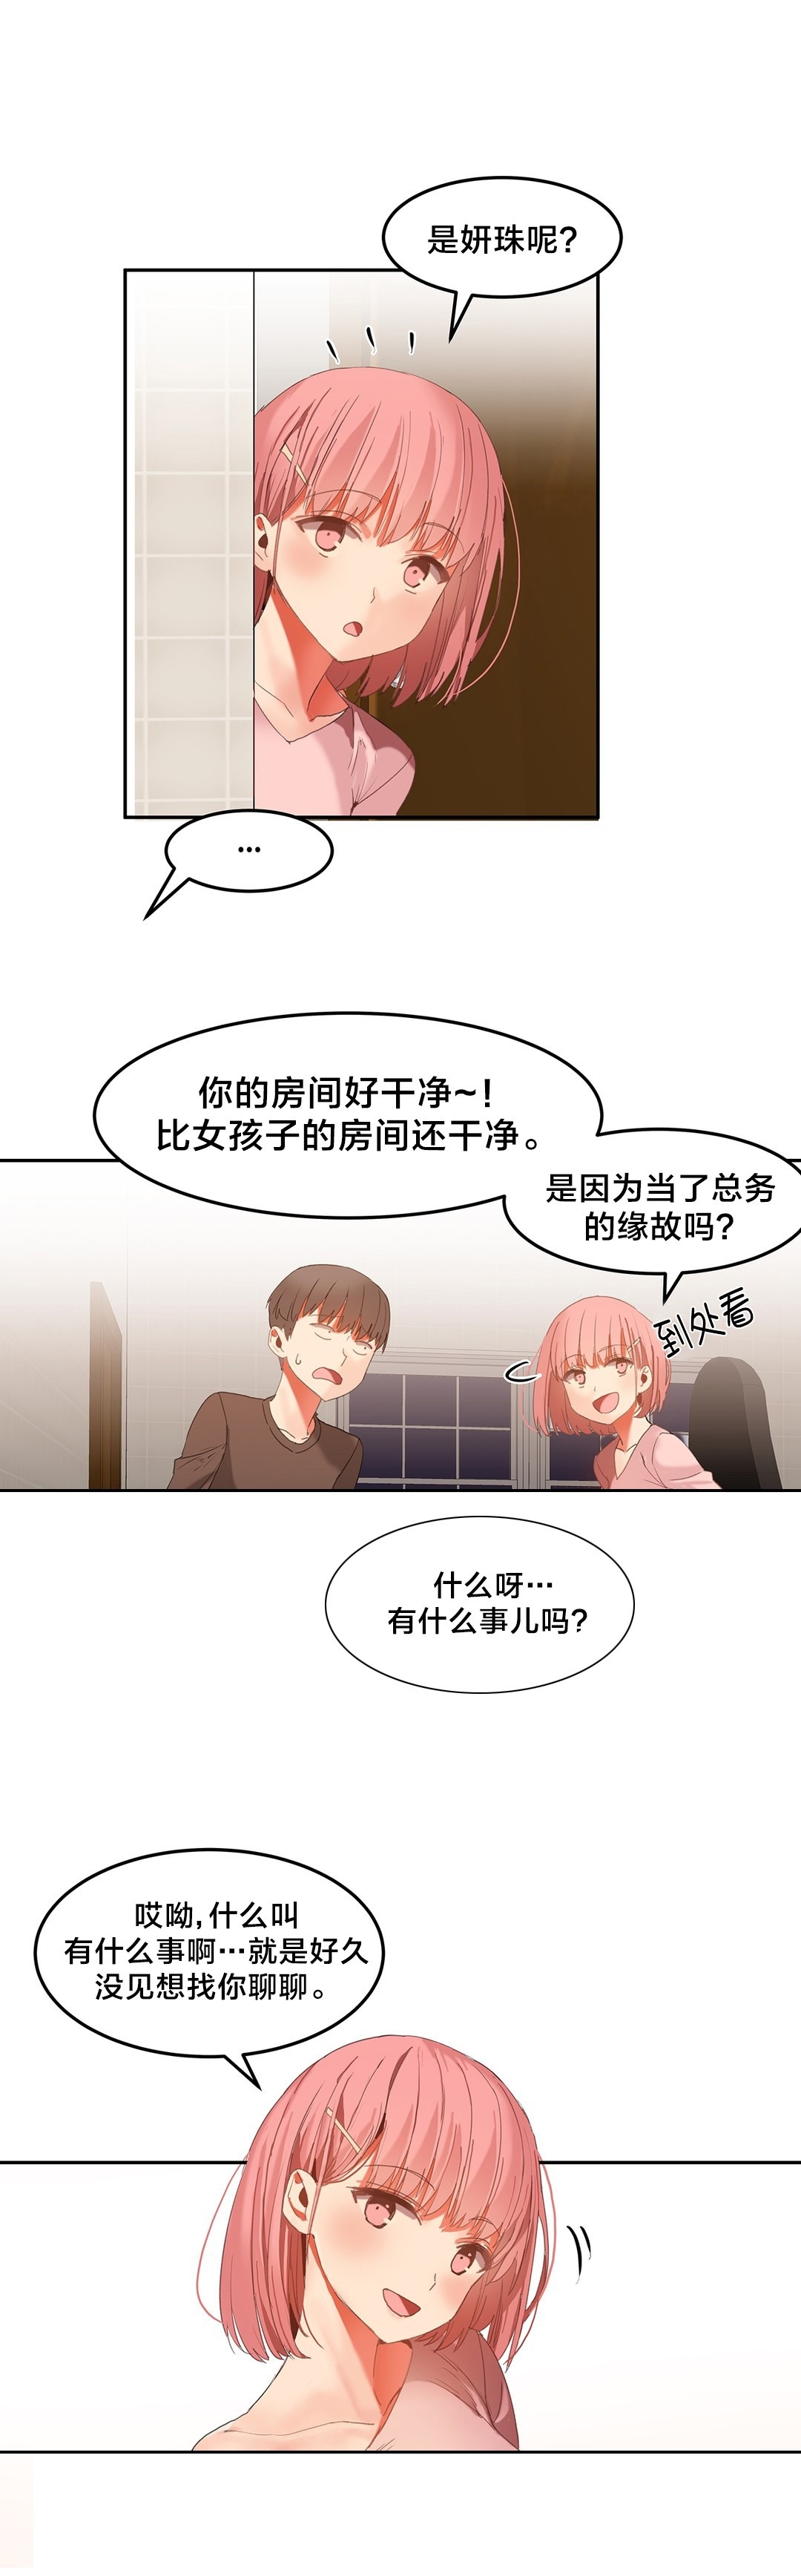 是妍珠呢?
...
你的房间好干净~!
比女孩子的房间还干净。
是因为当了总务
的缘故吗?
到处看
什么呀…
有什么事儿吗?
哎呦,什么叫
有什么事啊…就是好久
没见想找你聊聊。